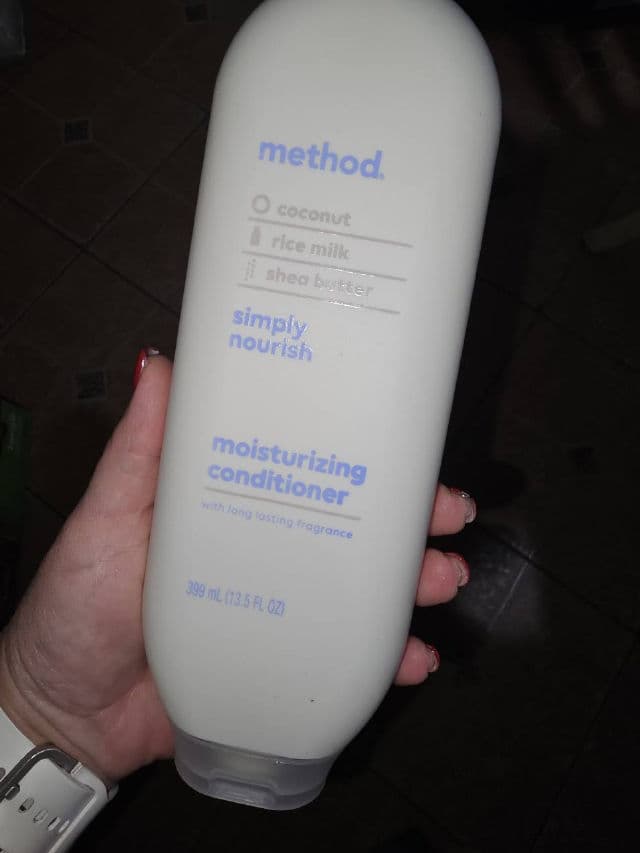 method.
coconut
rice milk
shea butter
simply
nourish
moisturizing
conditioner
with long lasting fragrance
399 mL (13.5 FL OZ)